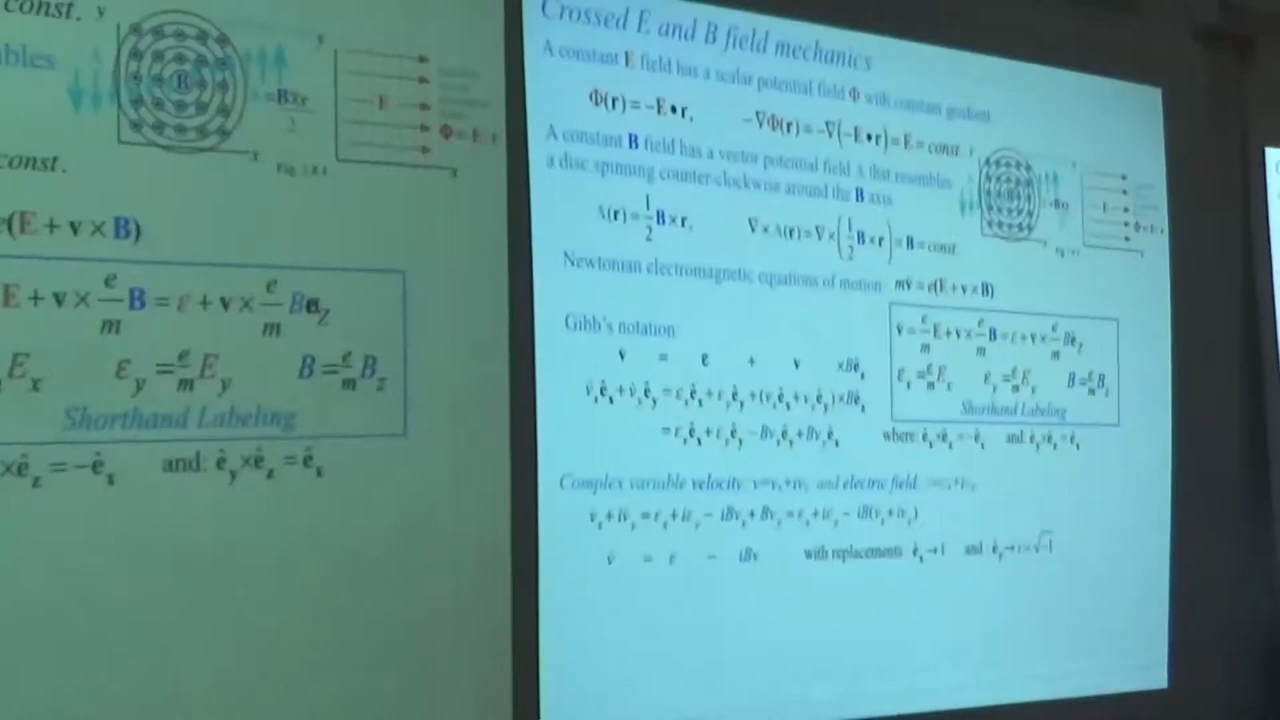 const. y
B
= B×r
2
E
Φ = E
x
x
const.
e(E + v × B)
E + v × e/m B = ε + v × e/m Bê_z
E_x ε_y = e/m E_y B = e/m B_z
Shorthand Labeling
×ê_z = -ê_x and: ê_y×ê_z = ê_x
Crossed E and B field mechanics
A constant E field has a scalar potential field Φ with constant gradient
Φ(r) = -E•r, -∇Φ(r) = -∇(-E•r) = E = const.
A constant B field has a vector potential field A that resembles
a disc spinning counter-clockwise around the B axis
A(r) = 1/2 B×r, ∇×A(r) = ∇×(1/2 B×r) = B = const.
Newtonian electromagnetic equations of motion mv̇ = e(E + v×B)
Gibb's notation
v̇ = ε + v ×Bê_z
v̇_xê_x + v̇_yê_y = ε_xê_x + ε_yê_y + (v_xê_x + v_yê_y)×Bê_z
= ε_xê_x + ε_yê_y - Bv_xê_y + Bv_yê_x
v̇ = e/m E + v× e/m B = ε + v× e/m Bê_z
ε_x = e/m E_x ε_y = e/m E_y B = e/m B_z
Shorthand Labeling
where: ê_x×ê_z = -ê_y and: ê_y×ê_z = ê_x
Complex variable velocity v=v_x+iv_y and electric field
v̇_x + iv̇_y = ε_x + iε_y - iBv_x + Bv_y = ε_x + iε_y - iB(v_x + iv_y)
v̇ = ε - iBv with replacements ê_x→1 and ê_y→i=√-1